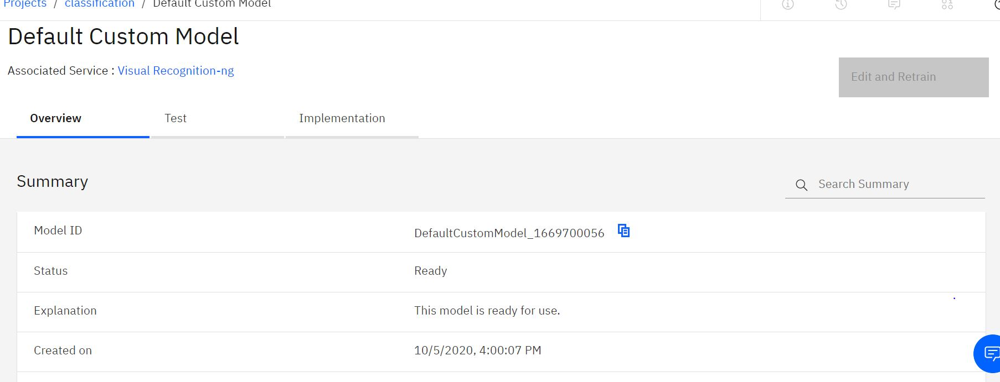 Projects / classification / Default Custom Model
Default Custom Model
Associated Service : Visual Recognition-ng
Edit and Retrain
Overview Test Implementation
Summary
Search Summary
Model ID DefaultCustomModel_1669700056
Status Ready
Explanation This model is ready for use.
Created on 10/5/2020, 4:00:07 PM